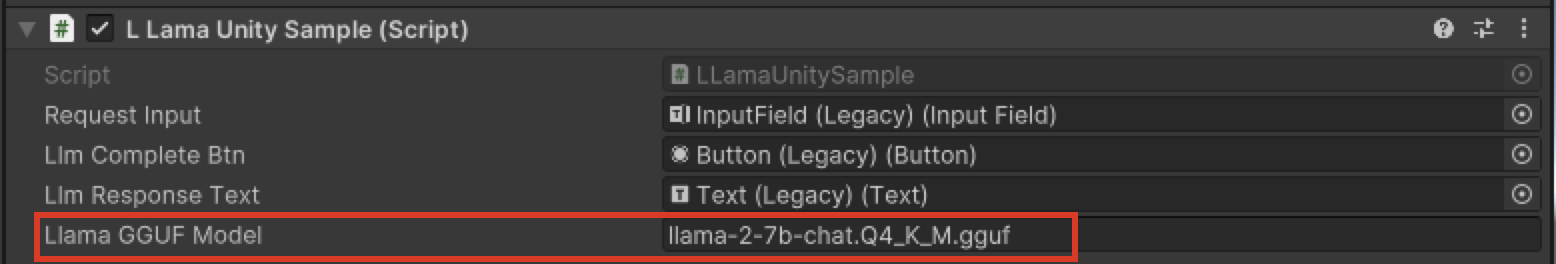 L Lama Unity Sample (Script)
Script LLamaUnitySample
Request Input InputField (Legacy) (Input Field)
Llm Complete Btn Button (Legacy) (Button)
Llm Response Text Text (Legacy) (Text)
Llama GGUF Model llama-2-7b-chat.Q4_K_M.gguf